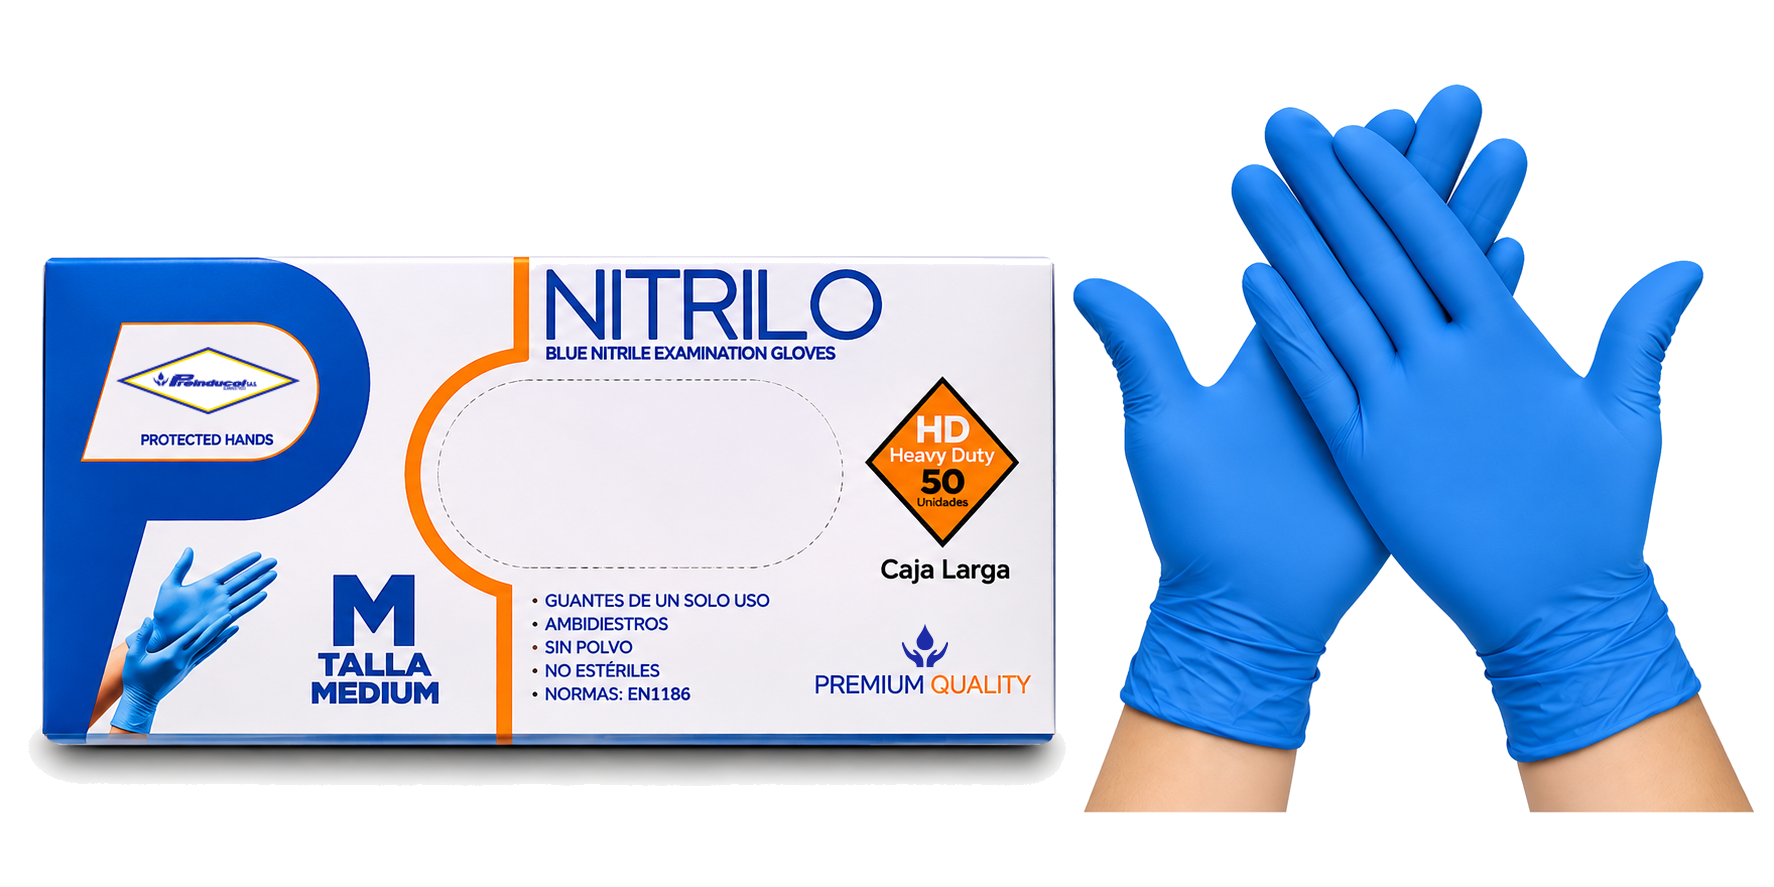 Preinducol S.A.S.
PROTECTED HANDS
M
TALLA
MEDIUM
NITRILO
BLUE NITRILE EXAMINATION GLOVES
HD
Heavy Duty
50
Unidades
Caja Larga
• GUANTES DE UN SOLO USO
• AMBIDIESTROS
• SIN POLVO
• NO ESTÉRILES
• NORMAS: EN1186
PREMIUM QUALITY